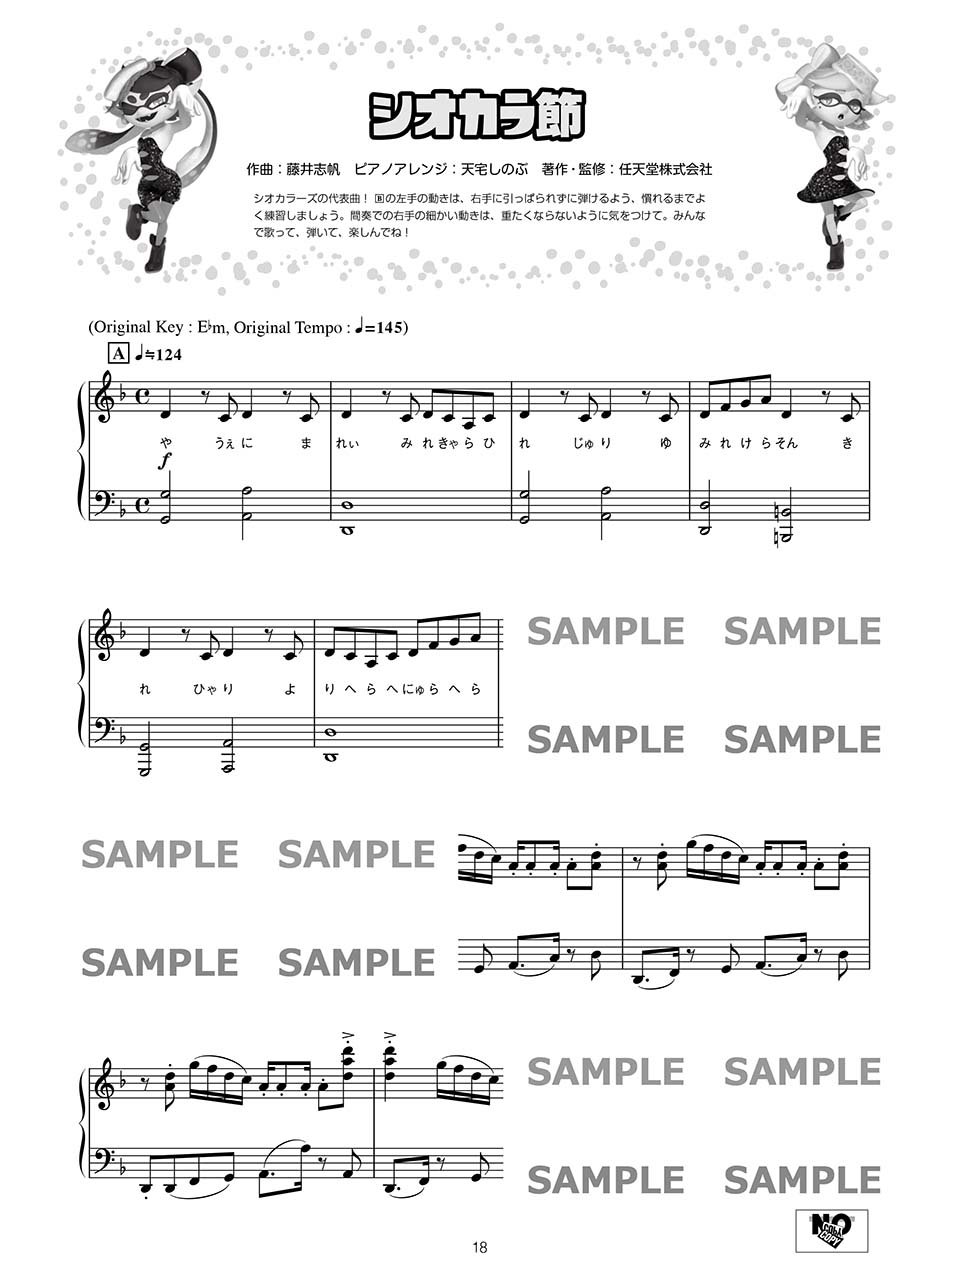 シオカラ節
作曲：藤井志帆　ピアノアレンジ：天宅しのぶ　著作・監修：任天堂株式会社
シオカラーズの代表曲！ Bの左手の動きは、右手に引っぱられずに弾けるよう、慣れるまでよ
く練習しましょう。間奏での右手の細かい動きは、重たくならないように気をつけて。みんな
で歌って、弾いて、楽しんでね！
(Original Key : E♭m, Original Tempo : ♩=145)
A ♩≒124
や うぇ に ま れぃ み れ きゃ ら ひ れ じゅ り ゆ み れ け ら そん き
f
れ ひゃ り よ り へ ら へ にゅ ら へ ら
SAMPLE SAMPLE
SAMPLE SAMPLE
SAMPLE SAMPLE
SAMPLE SAMPLE
SAMPLE SAMPLE
SAMPLE SAMPLE
NO
COPY
18